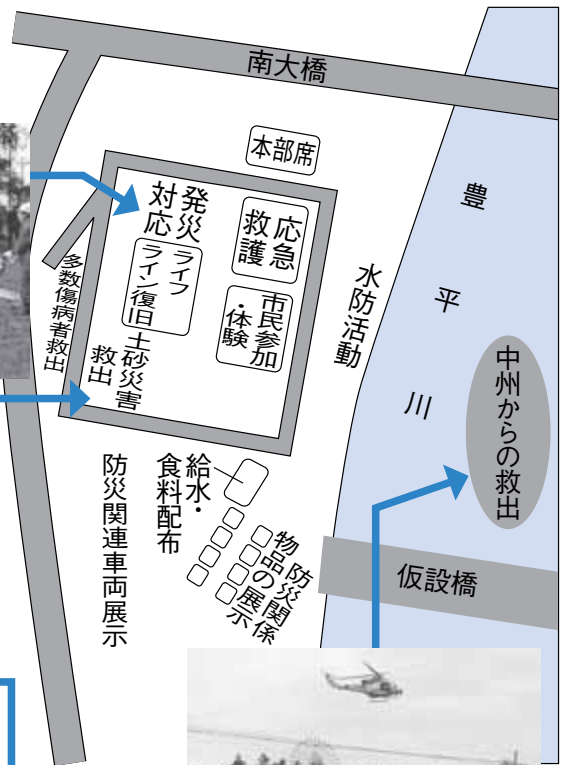 南大橋
本部席
発災
対応
応急
救護
ライフ
ライン復旧
市民参加
・体験
多数傷病者救出
土砂災害
救出
水防活動
豊平川
中州からの救出
給水・
食料配布
防災関連車両展示
防災関係
物品の展示
仮設橋